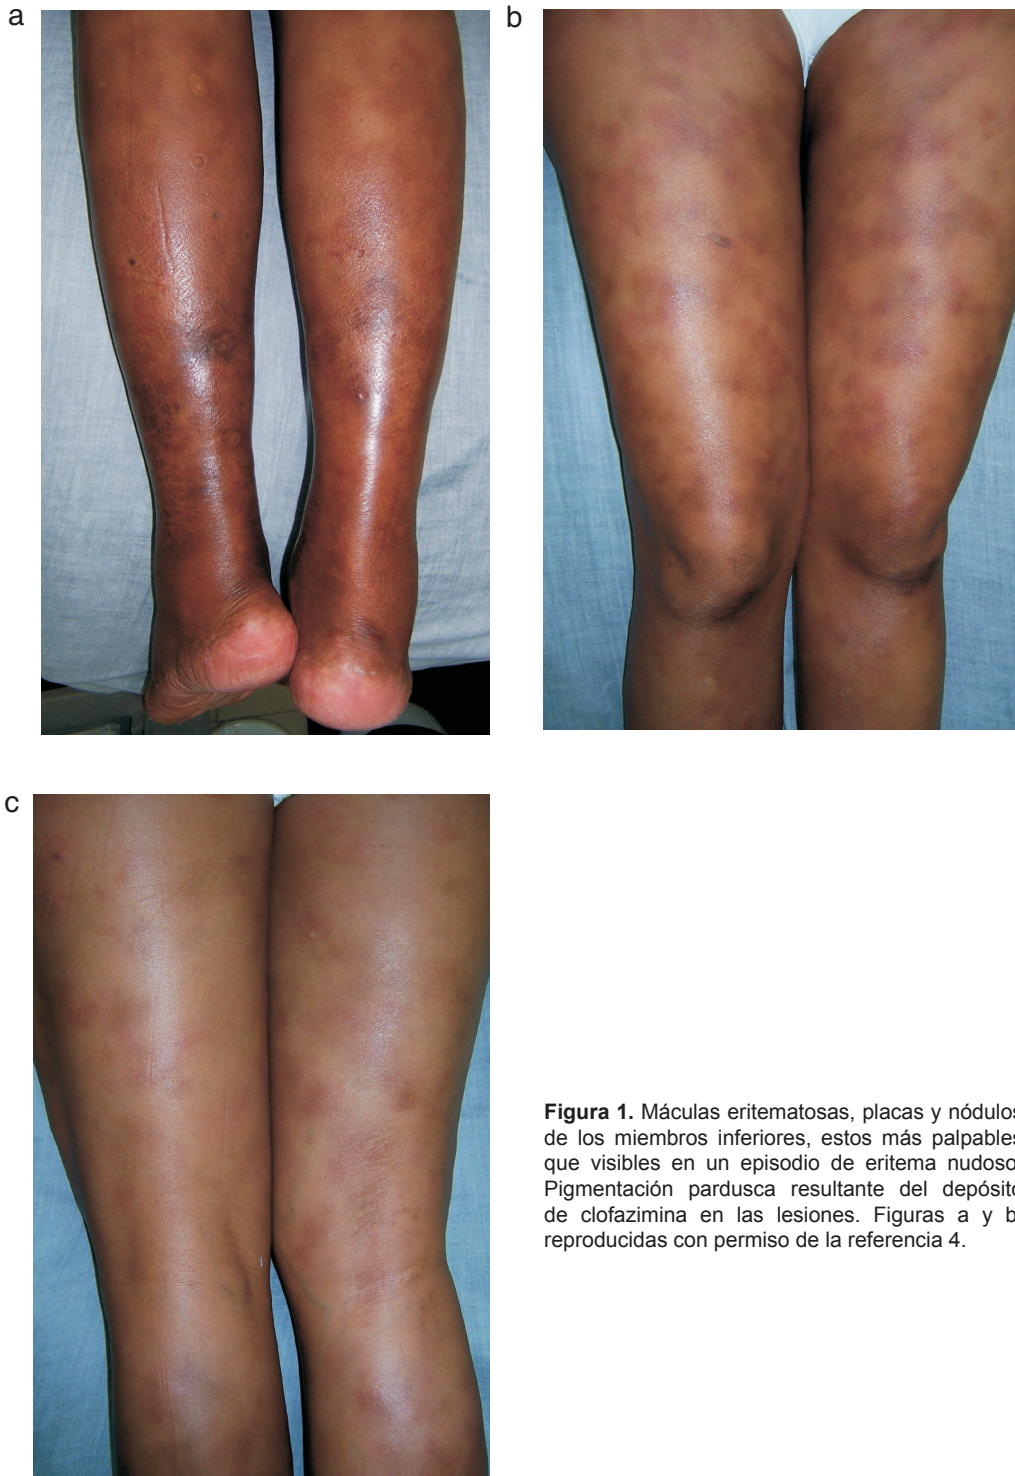 a
b
c
Figura 1. Máculas eritematosas, placas y nódulos
de los miembros inferiores, estos más palpables
que visibles en un episodio de eritema nudoso
Pigmentación pardusca resultante del depósito
de clofazimina en las lesiones. Figuras a y b
reproducidas con permiso de la referencia 4.